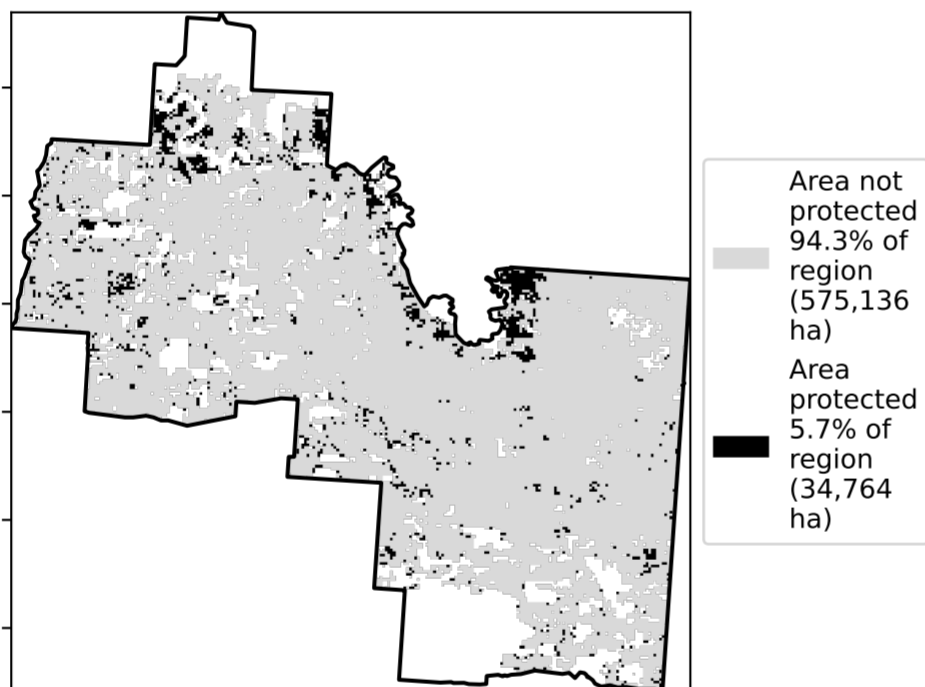 Area not
protected
94.3% of
region
(575,136
ha)
Area
protected
5.7% of
region
(34,764
ha)